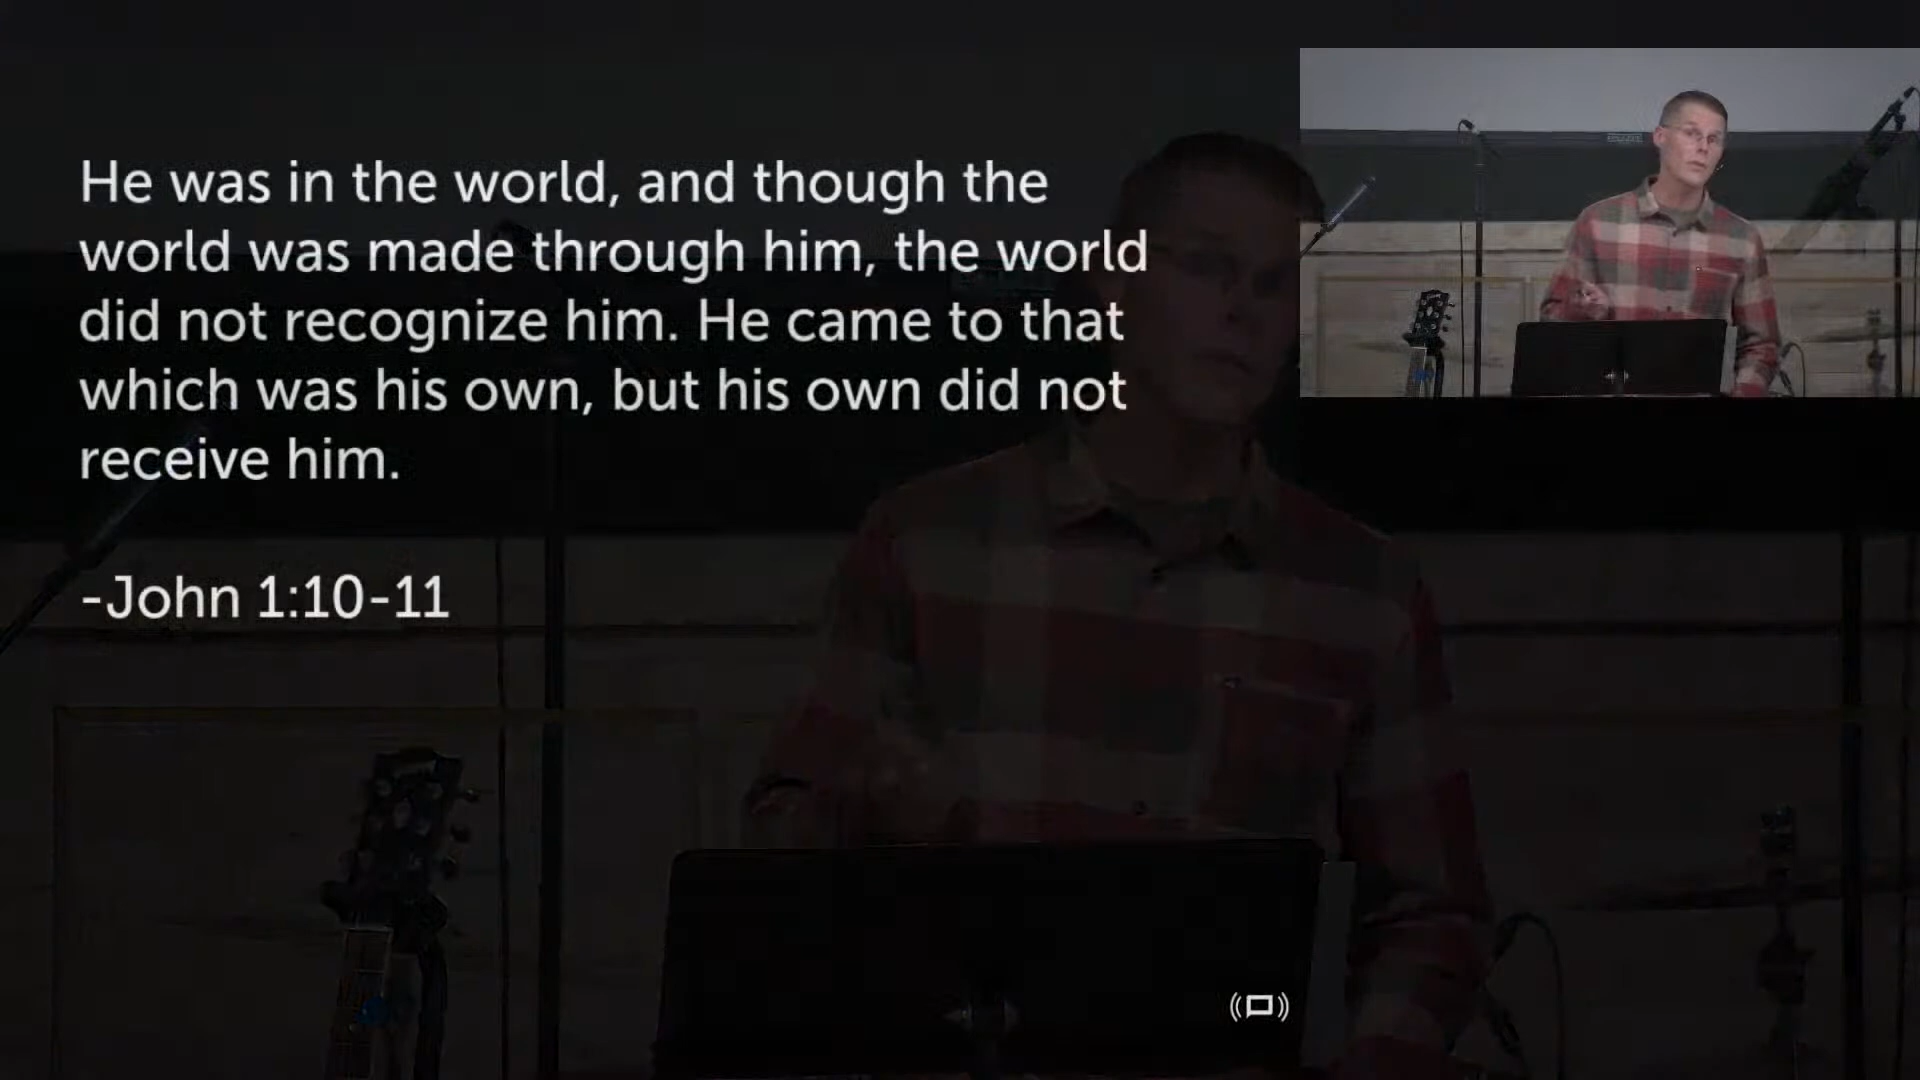 He was in the world, and though the
world was made through him, the world
did not recognize him. He came to that
which was his own, but his own did not
receive him.
-John 1:10-11